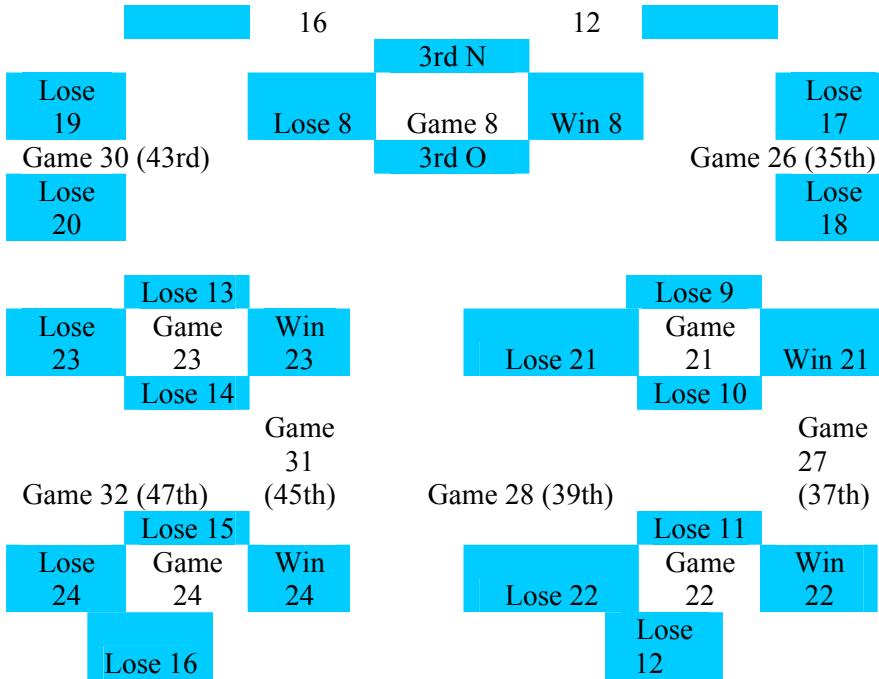 16 12
3rd N
Lose Lose
19 Lose 8 Game 8 Win 8 17
Game 30 (43rd) 3rd O Game 26 (35th)
Lose Lose
20 18
Lose 13 Lose 9
Lose Game Win Game
23 23 23 Lose 21 21 Win 21
Lose 14 Lose 10
Game Game
31 27
Game 32 (47th) (45th) Game 28 (39th) (37th)
Lose 15 Lose 11
Lose Game Win Game Win
24 24 24 Lose 22 22 22
Lose
Lose 16 12